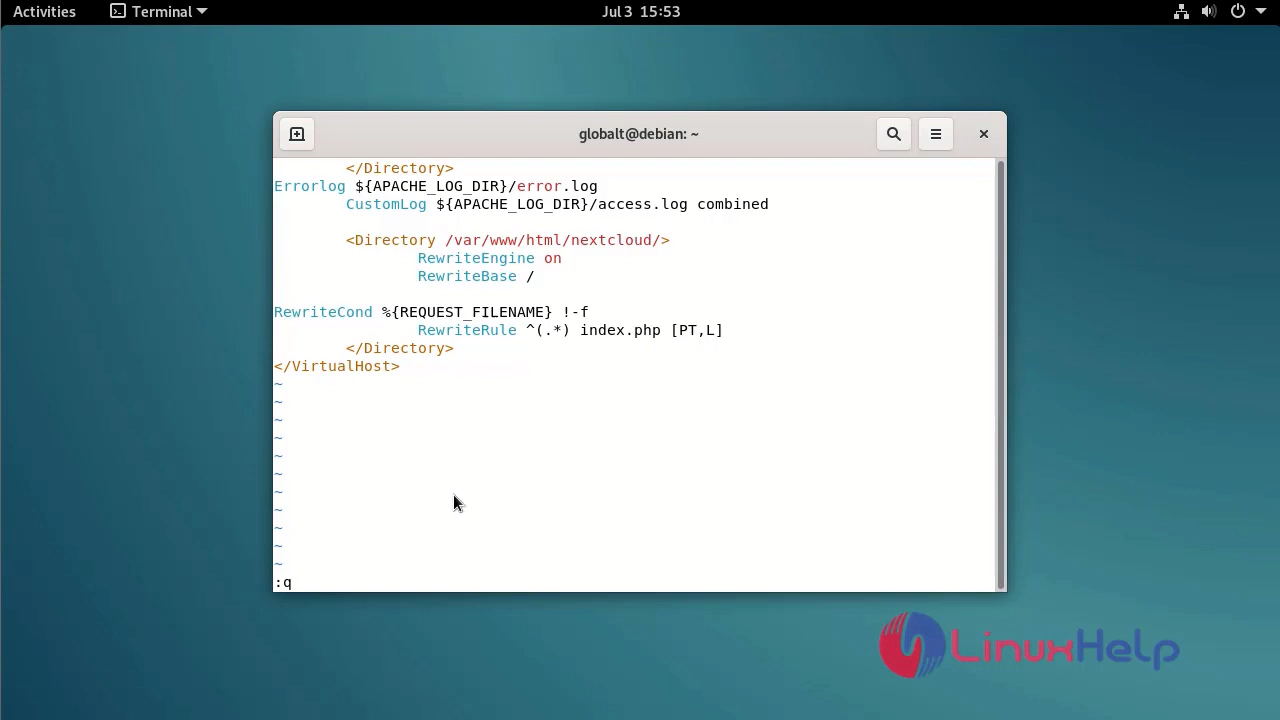 Activities Terminal Jul 3 15:53
globalt@debian: ~
</Directory>
Errorlog ${APACHE_LOG_DIR}/error.log
CustomLog ${APACHE_LOG_DIR}/access.log combined
<Directory /var/www/html/nextcloud/>
RewriteEngine on
RewriteBase /
RewriteCond %{REQUEST_FILENAME} !-f
RewriteRule ^(.*) index.php [PT,L]
</Directory>
</VirtualHost>
~
~
~
~
~
~
~
~
~
~
~
:q
LinuxHelp